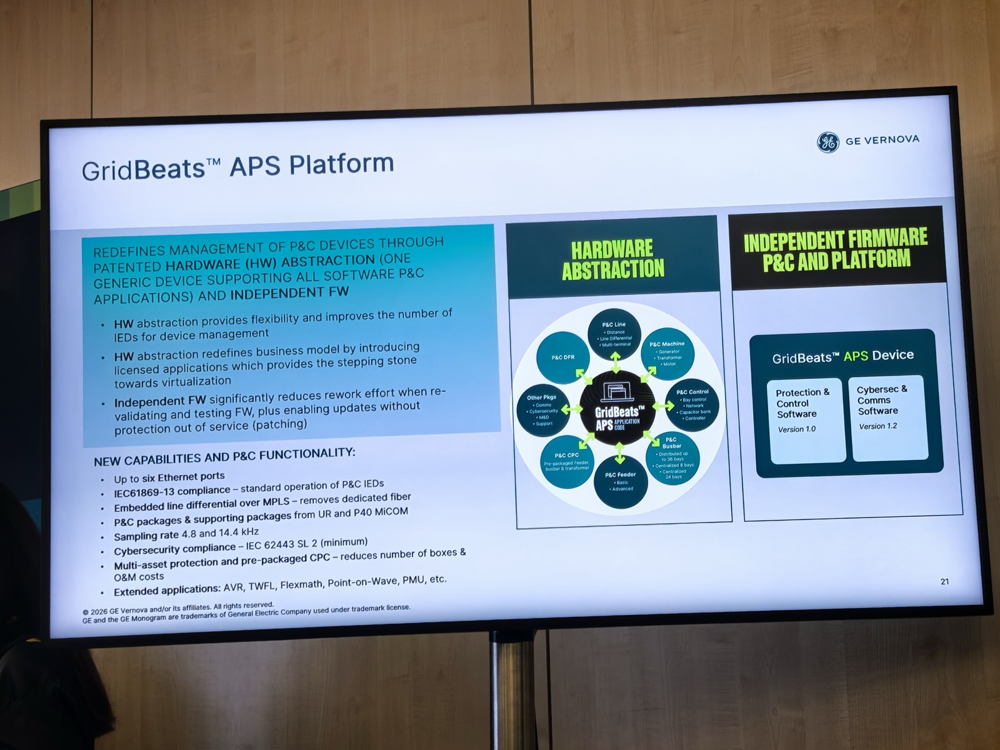 GridBeats™ APS Platform
GE VERNOVA
REDEFINES MANAGEMENT OF P&C DEVICES THROUGH
PATENTED HARDWARE (HW) ABSTRACTION (ONE
GENERIC DEVICE SUPPORTING ALL SOFTWARE P&C
APPLICATIONS) AND INDEPENDENT FW
• HW abstraction provides flexibility and improves the number of
IEDs for device management
• HW abstraction redefines business model by introducing
licensed applications which provides the stepping stone
towards virtualization
• Independent FW significantly reduces rework effort when re-
validating and testing FW, plus enabling updates without
protection out of service (patching)
NEW CAPABILITIES AND P&C FUNCTIONALITY:
• Up to six Ethernet ports
• IEC61869-13 compliance – standard operation of P&C IEDs
• Embedded line differential over MPLS – removes dedicated fiber
• P&C packages & supporting packages from UR and P40 MiCOM
• Sampling rate 4.8 and 14.4 kHz
• Cybersecurity compliance – IEC 62443 SL 2 (minimum)
• Multi-asset protection and pre-packaged CPC – reduces number of boxes &
O&M costs
• Extended applications: AVR, TWFL, Flexmath, Point-on-Wave, PMU, etc.
© 2026 GE Vernova and/or its affiliates. All rights reserved.
GE and the GE Monogram are trademarks of General Electric Company used under trademark license.
HARDWARE
ABSTRACTION
P&C Line
• Distance
• Line Differential
• Multi-terminal
P&C Machine
• Generator
• Transformer
• Motor
P&C Control
• Bay control
• Network
• Capacitor bank
• Controller
P&C
Busbar
• Distributed up
to 36 bays
• Centralized 8 bays
• Centralized
24 bays
P&C Feeder
• Basic
• Advanced
P&C CPC
Pre-packaged Feeder,
busbar & transformer
Other Pkgs
• Comms
• Cybersecurity
• M&D
• Support
P&C DFR
GridBeats™
APS APPLICATION
CODE
INDEPENDENT FIRMWARE
P&C AND PLATFORM
GridBeats™ APS Device
Protection &
Control
Software
Version 1.0
Cybersec &
Comms
Software
Version 1.2
21